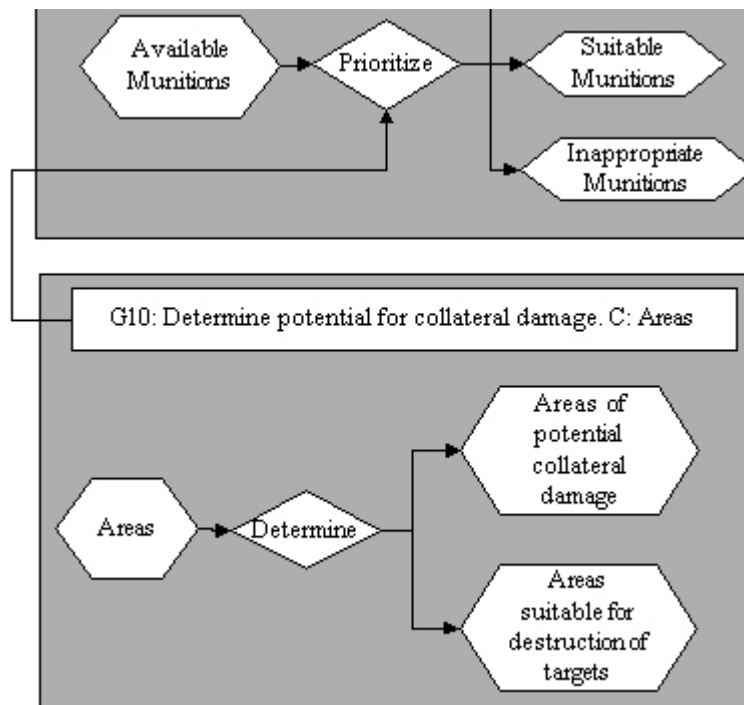 Available
Munitions
Prioritize
Suitable
Munitions
Inappropriate
Munitions
G10: Determine potential for collateral damage. C: Areas
Areas of
potential
collateral
damage
Areas
Determine
Areas
suitable for
destruction of
targets